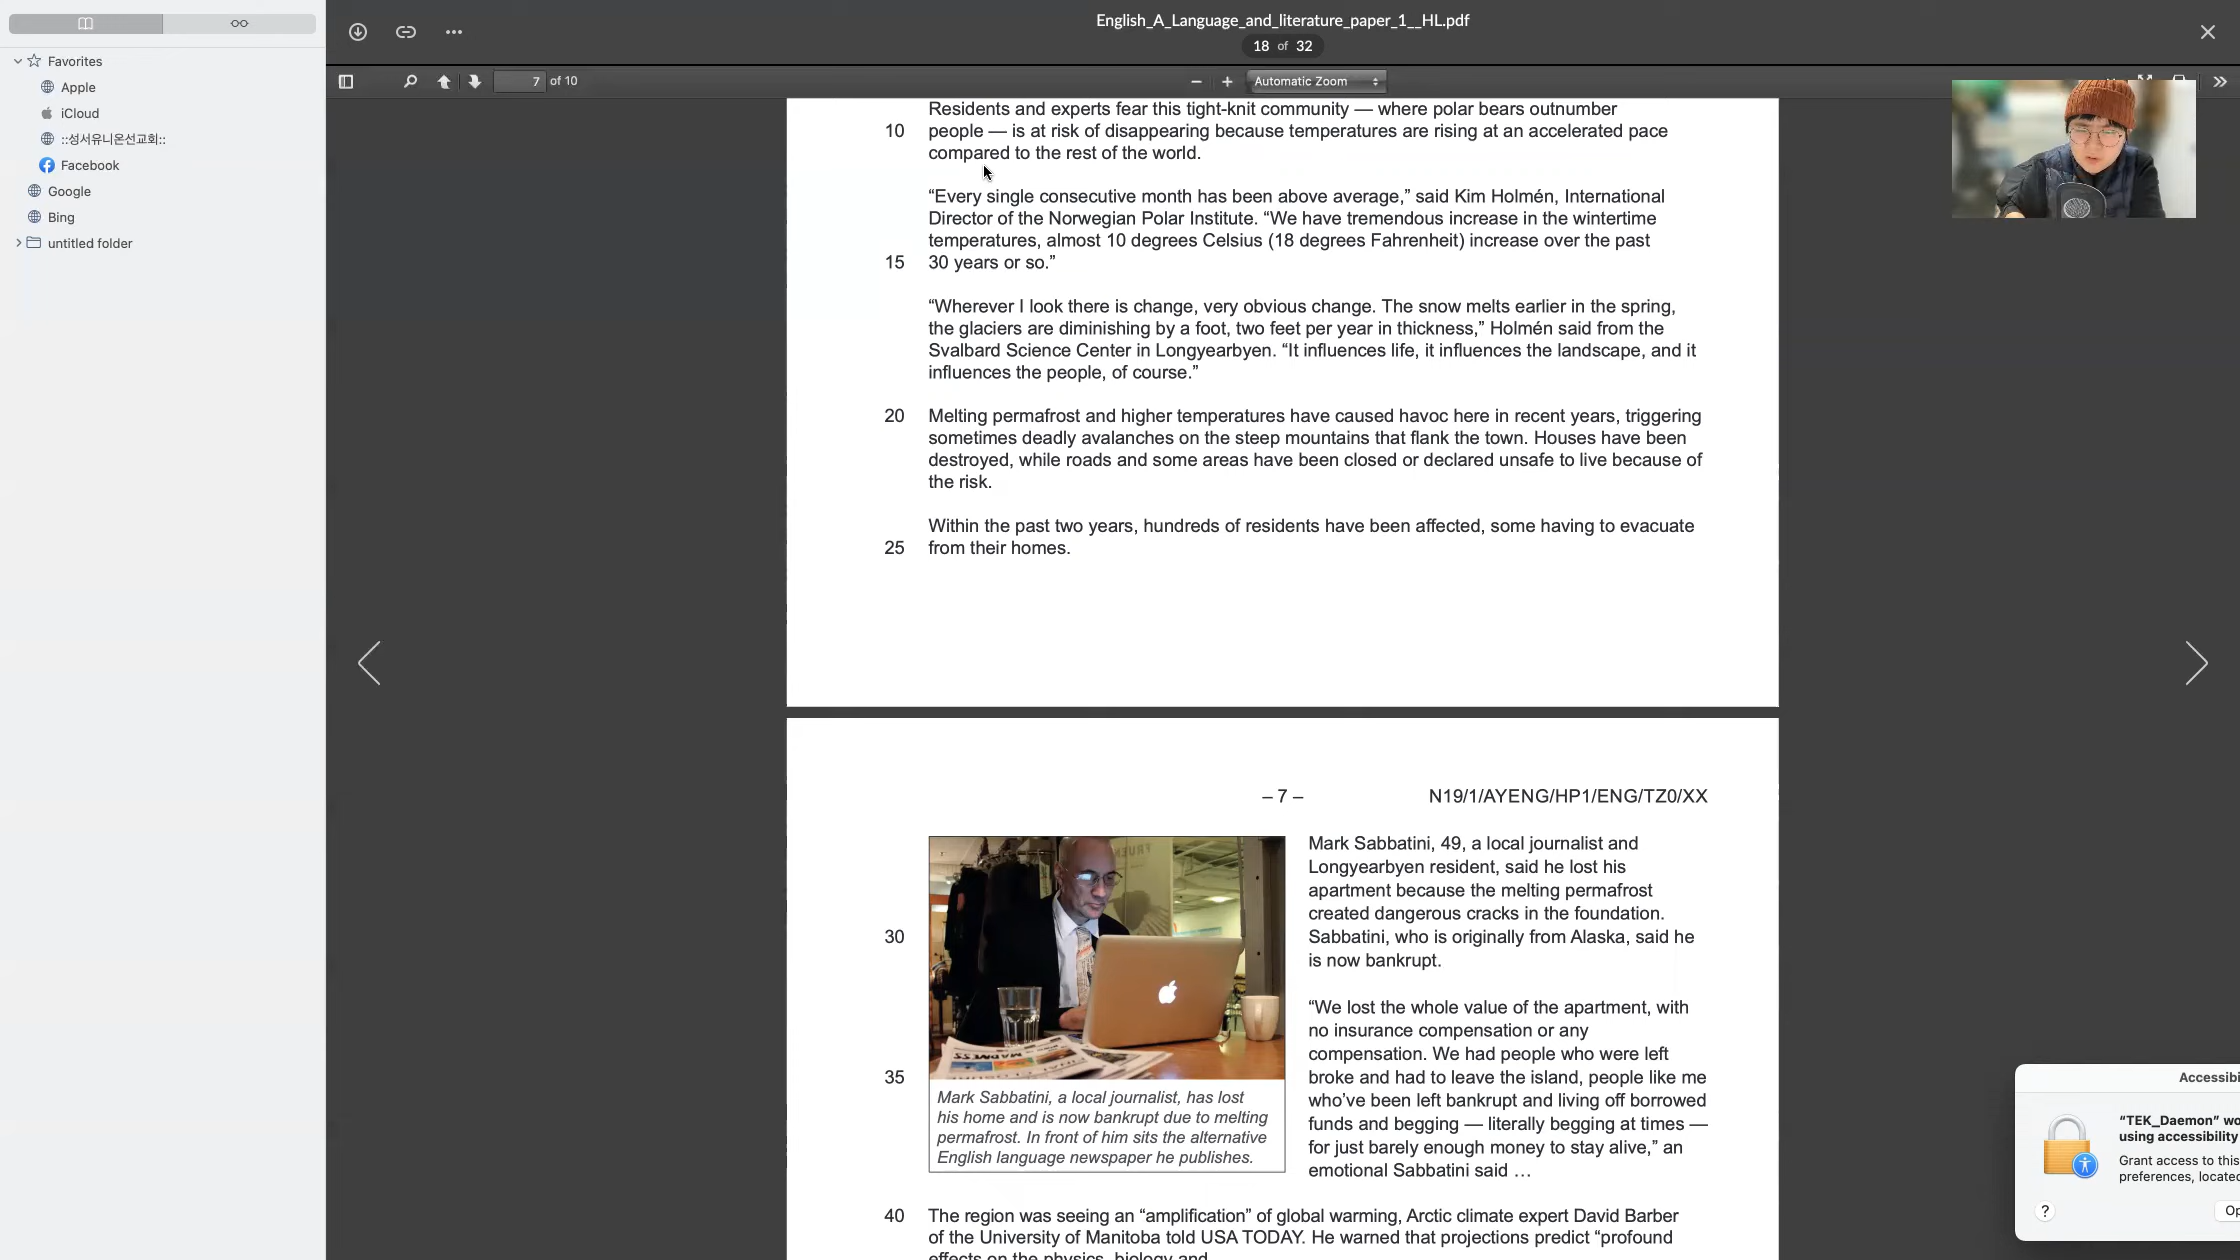 English_A_Language_and_literature_paper_1__HL.pdf
18 of 32
7 of 10
Automatic Zoom
Favorites
Apple
iCloud
::성서유니온선교회::
Facebook
Google
Bing
untitled folder
Residents and experts fear this tight-knit community — where polar bears outnumber
10 people — is at risk of disappearing because temperatures are rising at an accelerated pace
compared to the rest of the world.
“Every single consecutive month has been above average,” said Kim Holmén, International
Director of the Norwegian Polar Institute. “We have tremendous increase in the wintertime
temperatures, almost 10 degrees Celsius (18 degrees Fahrenheit) increase over the past
15 30 years or so.”
“Wherever I look there is change, very obvious change. The snow melts earlier in the spring,
the glaciers are diminishing by a foot, two feet per year in thickness,” Holmén said from the
Svalbard Science Center in Longyearbyen. “It influences life, it influences the landscape, and it
influences the people, of course.”
20 Melting permafrost and higher temperatures have caused havoc here in recent years, triggering
sometimes deadly avalanches on the steep mountains that flank the town. Houses have been
destroyed, while roads and some areas have been closed or declared unsafe to live because of
the risk.
Within the past two years, hundreds of residents have been affected, some having to evacuate
25 from their homes.
– 7 –
N19/1/AYENG/HP1/ENG/TZ0/XX
Mark Sabbatini, 49, a local journalist and
Longyearbyen resident, said he lost his
apartment because the melting permafrost
created dangerous cracks in the foundation.
30 Sabbatini, who is originally from Alaska, said he
is now bankrupt.
“We lost the whole value of the apartment, with
no insurance compensation or any
compensation. We had people who were left
35 broke and had to leave the island, people like me
who’ve been left bankrupt and living off borrowed
funds and begging — literally begging at times —
for just barely enough money to stay alive,” an
emotional Sabbatini said …
Mark Sabbatini, a local journalist, has lost
his home and is now bankrupt due to melting
permafrost. In front of him sits the alternative
English language newspaper he publishes.
40 The region was seeing an “amplification” of global warming, Arctic climate expert David Barber
of the University of Manitoba told USA TODAY. He warned that projections predict “profound
effects on the physics, biology and
Accessibi
“TEK_Daemon” wo
using accessibility
Grant access to this
preferences, locate
?
Op